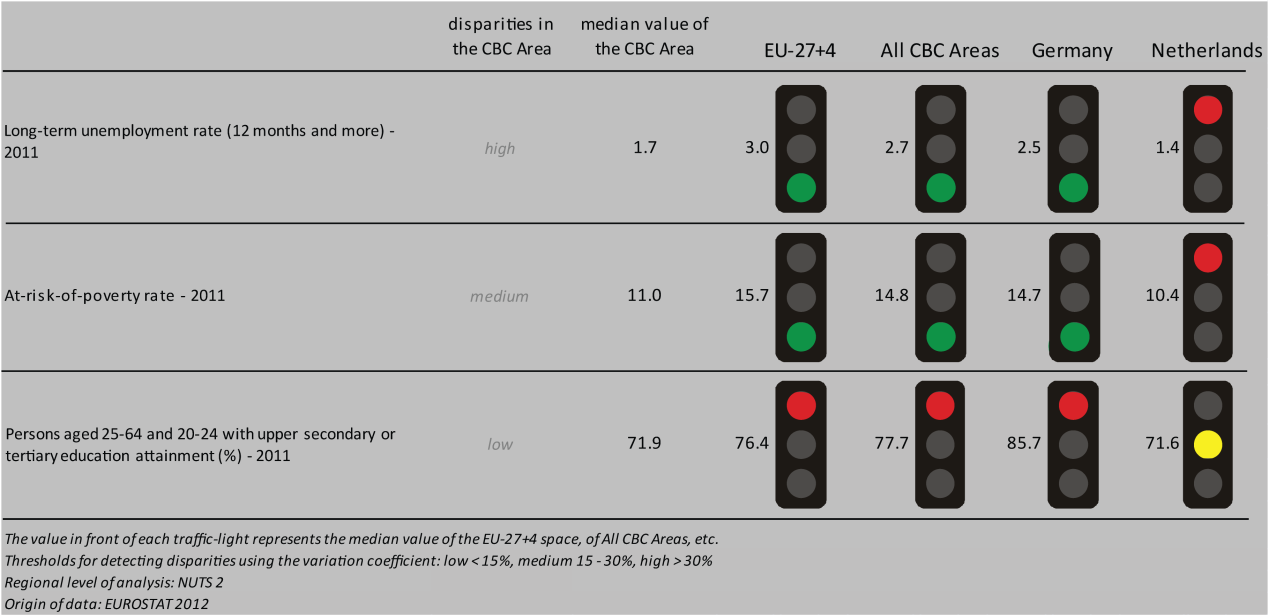 disparities in
the CBC Area
median value of
the CBC Area
EU-27+4
All CBC Areas
Germany
Netherlands
Long-term unemployment rate (12 months and more) -
2011
high
1.7
3.0
2.7
2.5
1.4
At-risk-of-poverty rate - 2011
medium
11.0
15.7
14.8
14.7
10.4
Persons aged 25-64 and 20-24 with upper secondary or
tertiary education attainment (%) - 2011
low
71.9
76.4
77.7
85.7
71.6
The value in front of each traffic-light represents the median value of the EU-27+4 space, of All CBC Areas, etc.
Thresholds for detecting disparities using the variation coefficient: low < 15%, medium 15 - 30%, high > 30%
Regional level of analysis: NUTS 2
Origin of data: EUROSTAT 2012